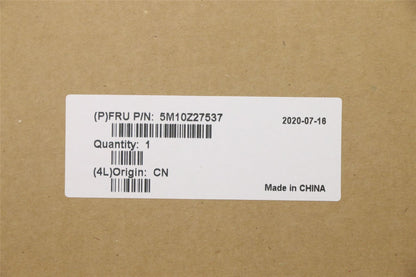 (P)FRU P/N: 5M10Z27537
2020-07-16
Quantity: 1
(4L)Origin: CN
Made in CHINA